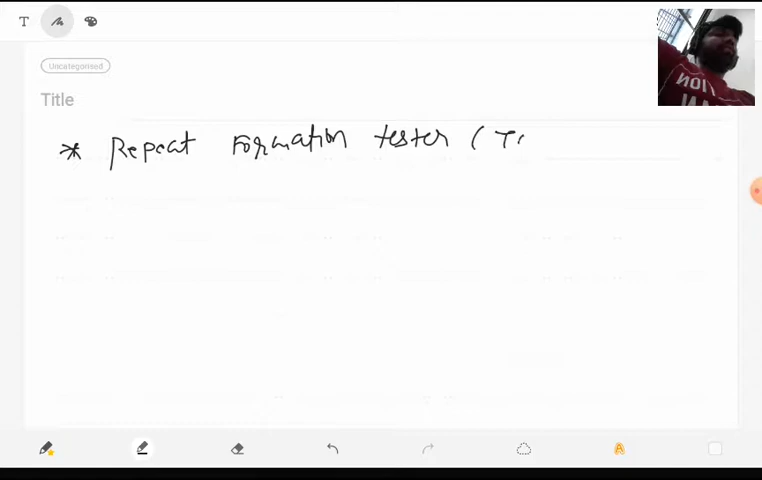 T
Uncategorised
Title
* Repeat Formation tester (
A